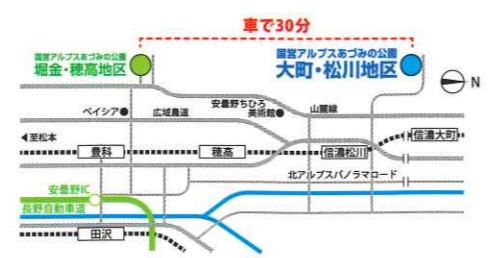 車で30分
国営アルプスあづみの公園
堀金・穂高地区
国営アルプスあづみの公園
大町・松川地区
N
ベイシア
広域農道
安曇野ちひろ
美術館
山麓線
至松本
豊科
穂高
信濃松川
信濃大町
北アルプスパノラマロード
安曇野IC
長野自動車道
田沢